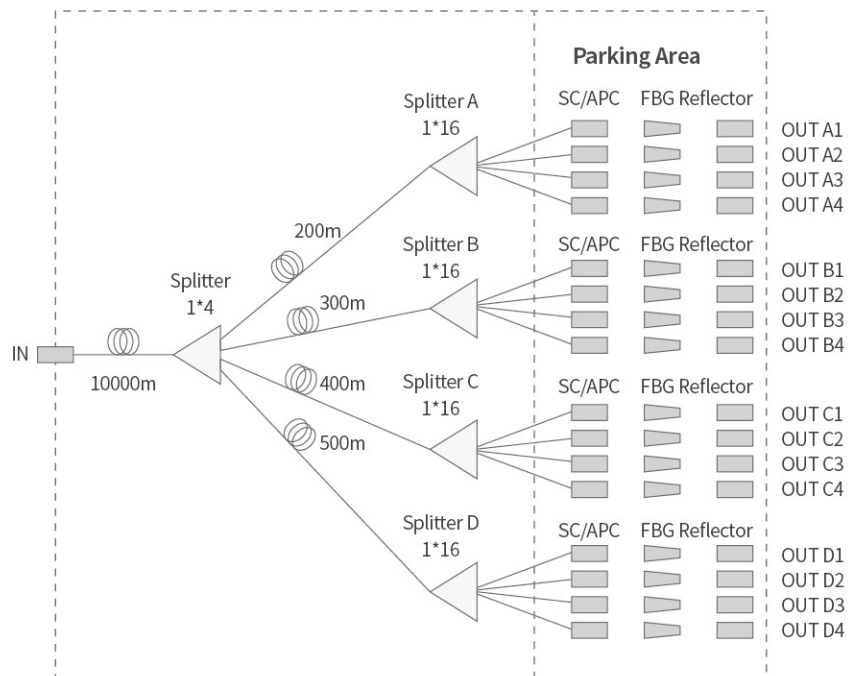 Parking Area
Splitter A
1*16
SC/APC FBG Reflector
OUT A1
OUT A2
OUT A3
OUT A4
200m
Splitter B
1*16
SC/APC FBG Reflector
OUT B1
OUT B2
OUT B3
OUT B4
Splitter
1*4
300m
IN
10000m
400m
Splitter C
1*16
SC/APC FBG Reflector
OUT C1
OUT C2
OUT C3
OUT C4
500m
Splitter D
1*16
SC/APC FBG Reflector
OUT D1
OUT D2
OUT D3
OUT D4